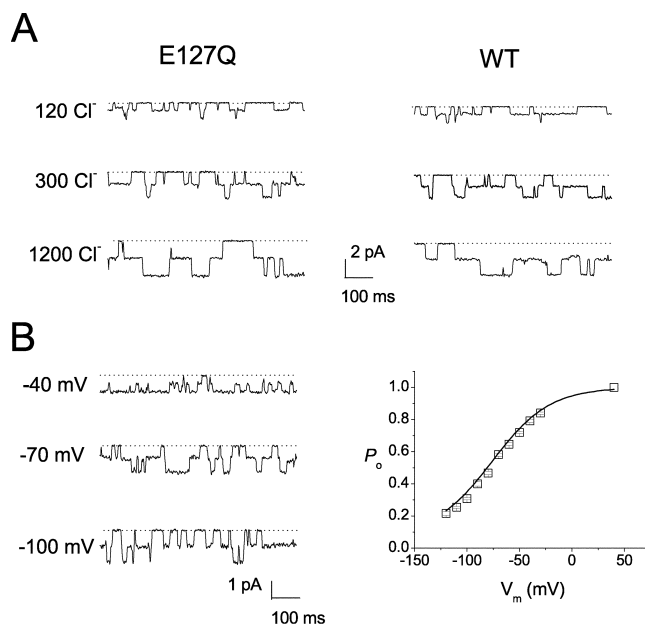 A
E127Q WT
120 Cl⁻
300 Cl⁻
1200 Cl⁻
2 pA
100 ms
B
-40 mV
-70 mV
-100 mV
1 pA
100 ms
1.0
0.8
0.6
0.4
0.2
0.0
Pₒ
-150 -100 -50 0 50
Vₘ (mV)